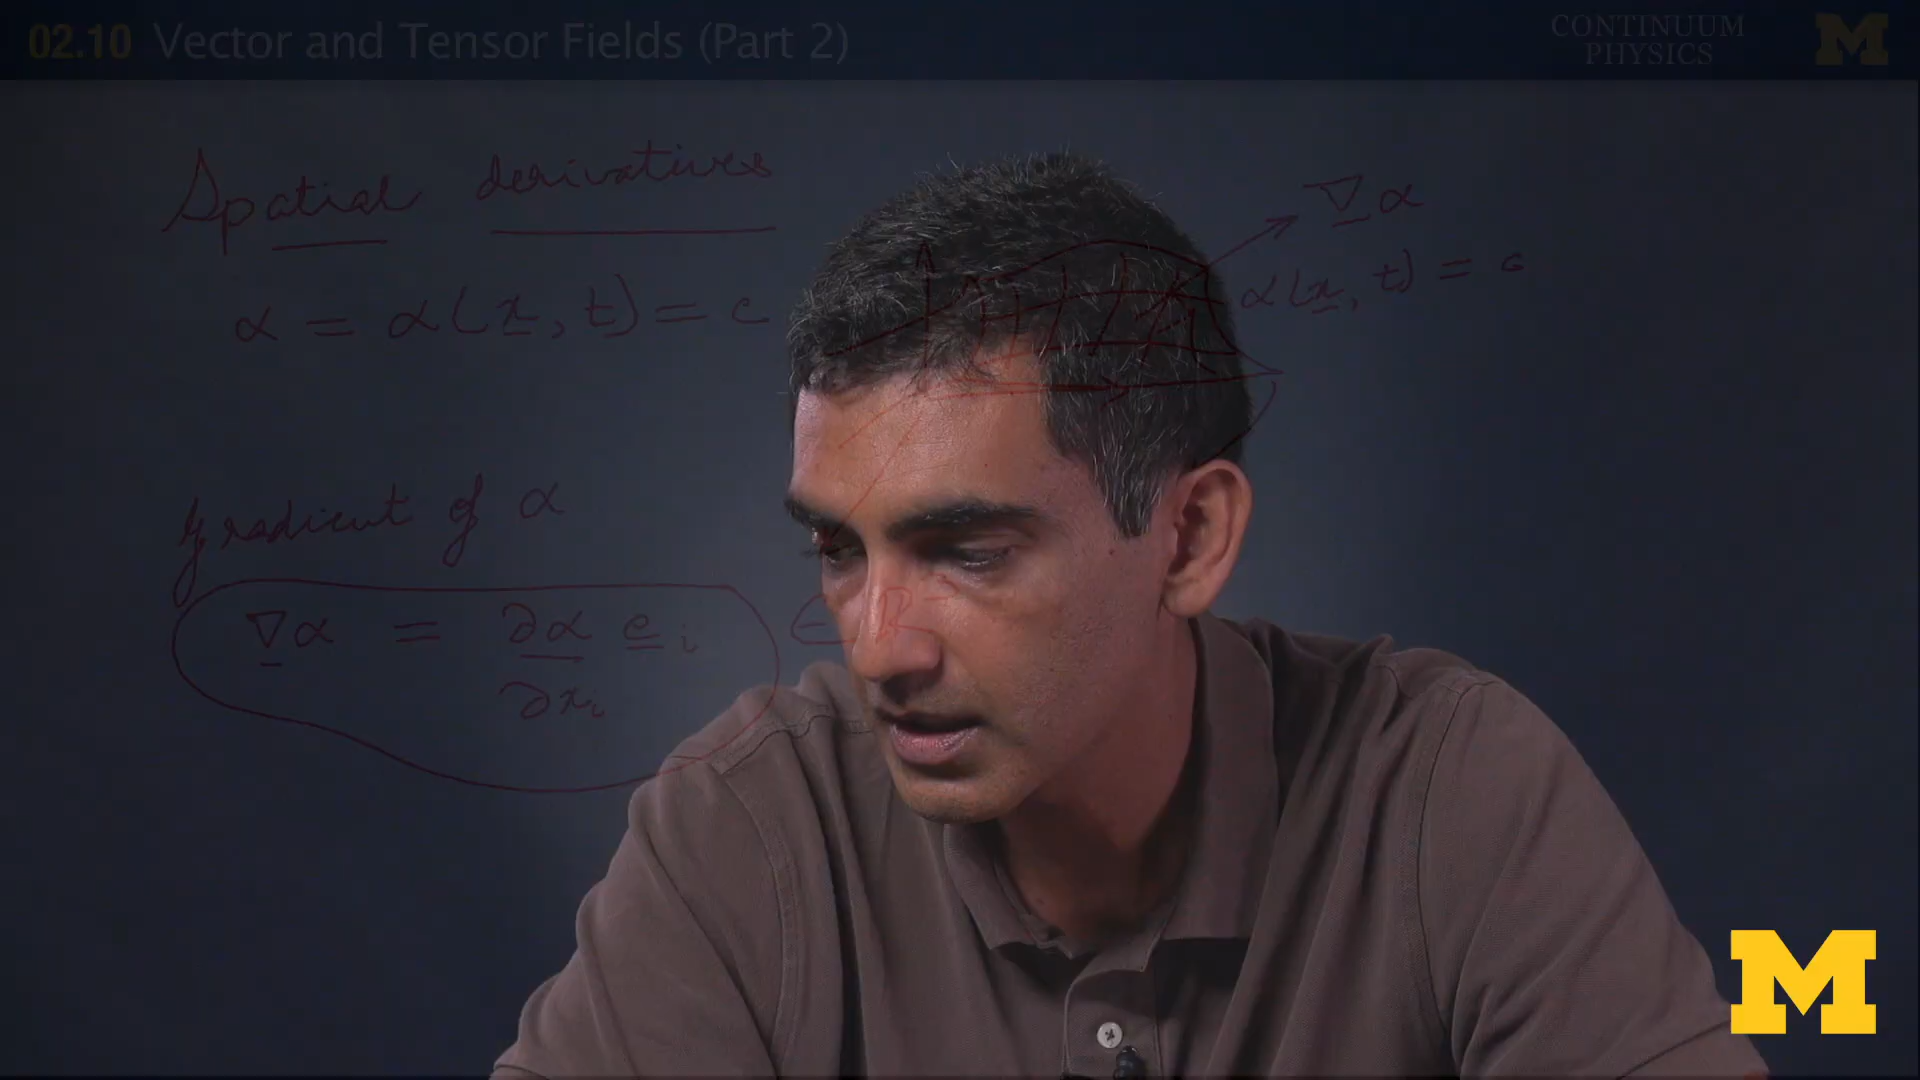 02.10 Vector and Tensor Fields (Part 2)
CONTINUUM
PHYSICS
M
Spatial derivatives
α = α(x, t) = c
∇α
α(x, t) = c
Gradient of α
∇α = ∂α/∂xᵢ eᵢ ∈ ℝ
M